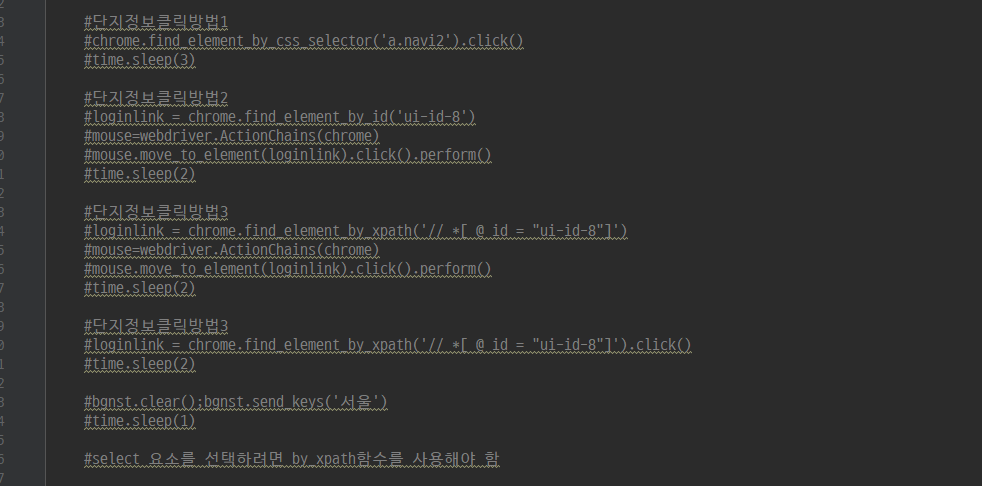 #단지정보클릭방법1
#chrome.find_element_by_css_selector('a.navi2').click()
#time.sleep(3)
#단지정보클릭방법2
#loginlink = chrome.find_element_by_id('ui-id-8')
#mouse=webdriver.ActionChains(chrome)
#mouse.move_to_element(loginlink).click().perform()
#time.sleep(2)
#단지정보클릭방법3
#loginlink = chrome.find_element_by_xpath('// *[ @ id = "ui-id-8"]')
#mouse=webdriver.ActionChains(chrome)
#mouse.move_to_element(loginlink).click().perform()
#time.sleep(2)
#단지정보클릭방법3
#loginlink = chrome.find_element_by_xpath('// *[ @ id = "ui-id-8"]').click()
#time.sleep(2)
#bgnst.clear();bgnst.send_keys('서울')
#time.sleep(1)
#select 요소를 선택하려면 by_xpath함수를 사용해야 함